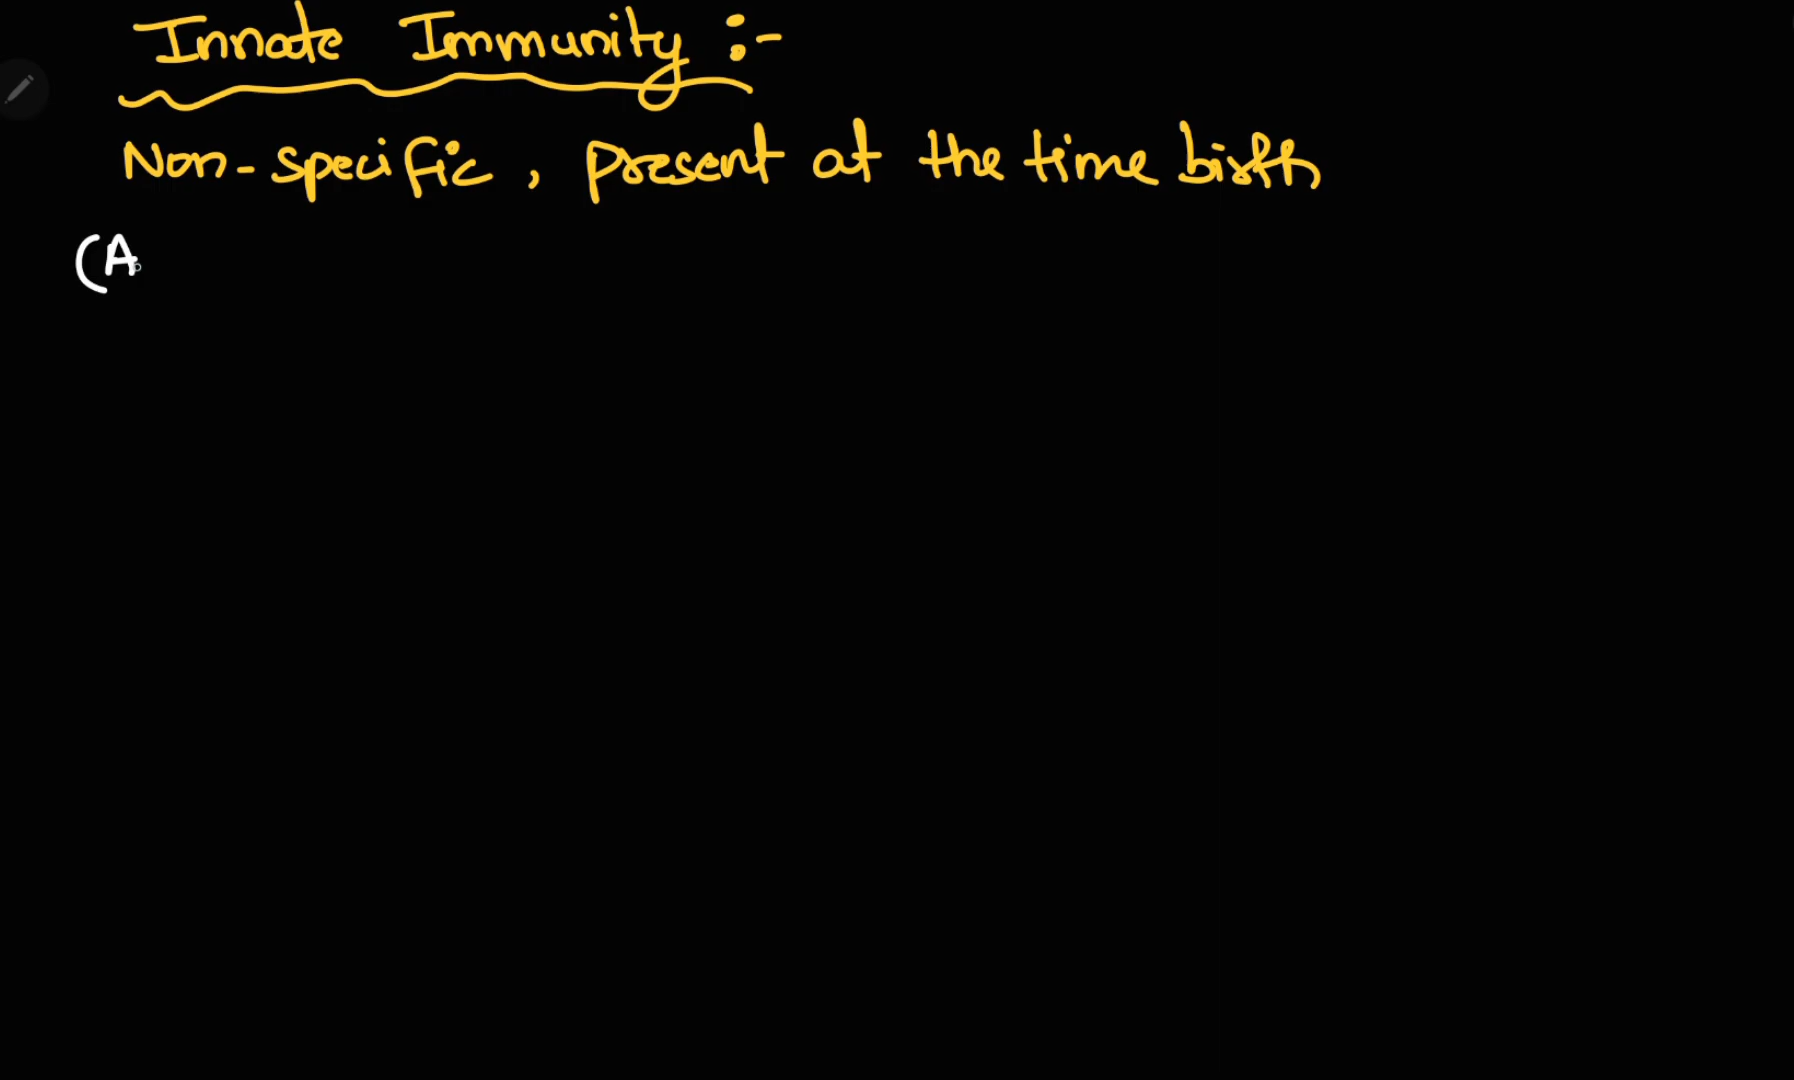 Innate Immunity :-
Non-specific, present at the time birth
(A